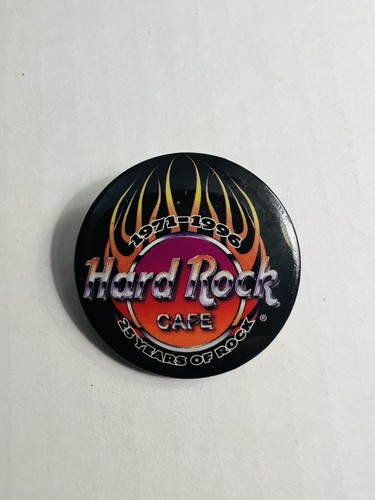 1971-1996
Hard Rock
CAFE
25 YEARS OF ROCK ®